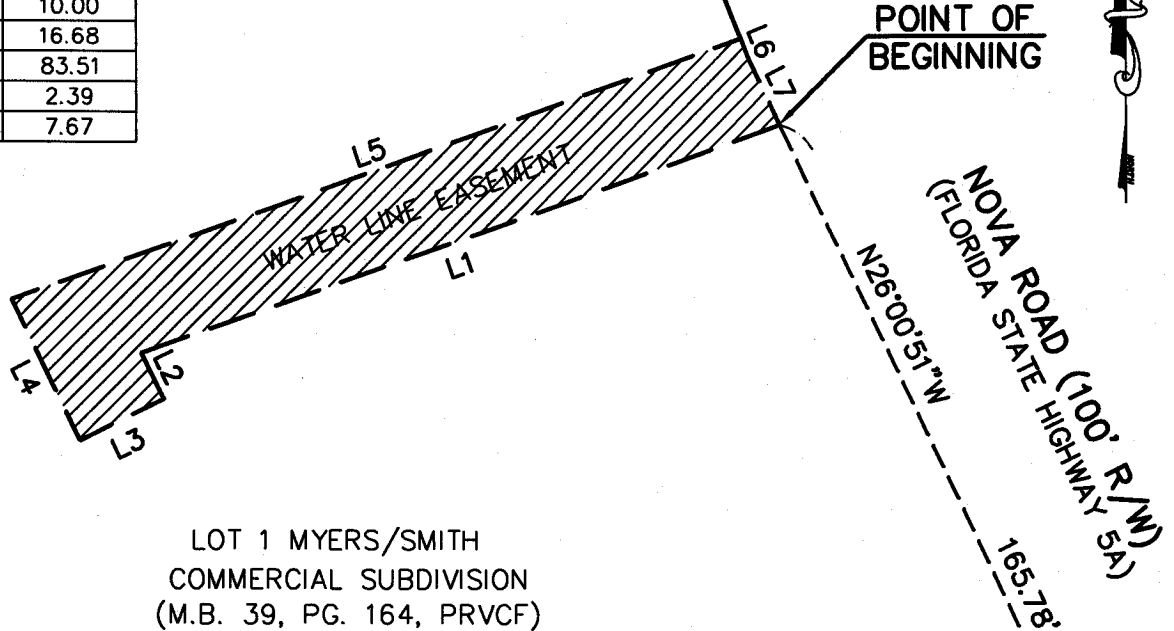 10.00
16.68
83.51
2.39
7.67
POINT OF
BEGINNING
L6 L7
L5
WATER LINE EASEMENT
L1
L2
L4
L3
N26°00'51"W
165.78'
NOVA ROAD (100' R/W)
(FLORIDA STATE HIGHWAY 5A)
NORTH
LOT 1 MYERS/SMITH
COMMERCIAL SUBDIVISION
(M.B. 39, PG. 164, PRVCF)